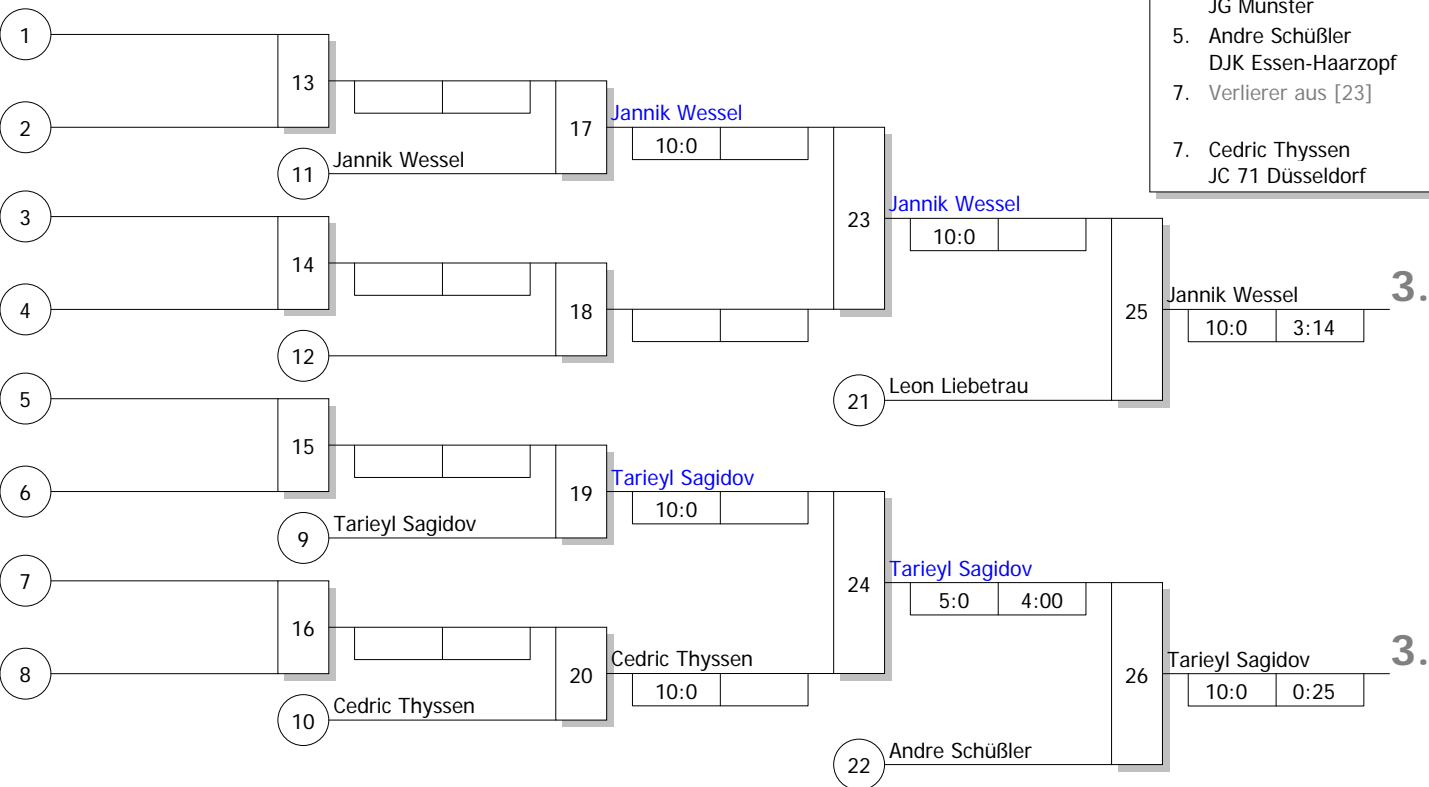 JG Münster
5. Andre Schüßler
DJK Essen-Haarzopf
7. Verlierer aus [23]
7. Cedric Thyssen
JC 71 Düsseldorf
1
13
2
17
Jannik Wessel
10:0
11
Jannik Wessel
3
14
4
18
12
23
Jannik Wessel
10:0
25
Jannik Wessel
3.
10:0 3:14
21
Leon Liebetrau
5
15
6
19
Tarieyl Sagidov
10:0
9
Tarieyl Sagidov
7
16
8
20
Cedric Thyssen
10:0
10
Cedric Thyssen
24
Tarieyl Sagidov
5:0 4:00
26
Tarieyl Sagidov
3.
10:0 0:25
22
Andre Schüßler